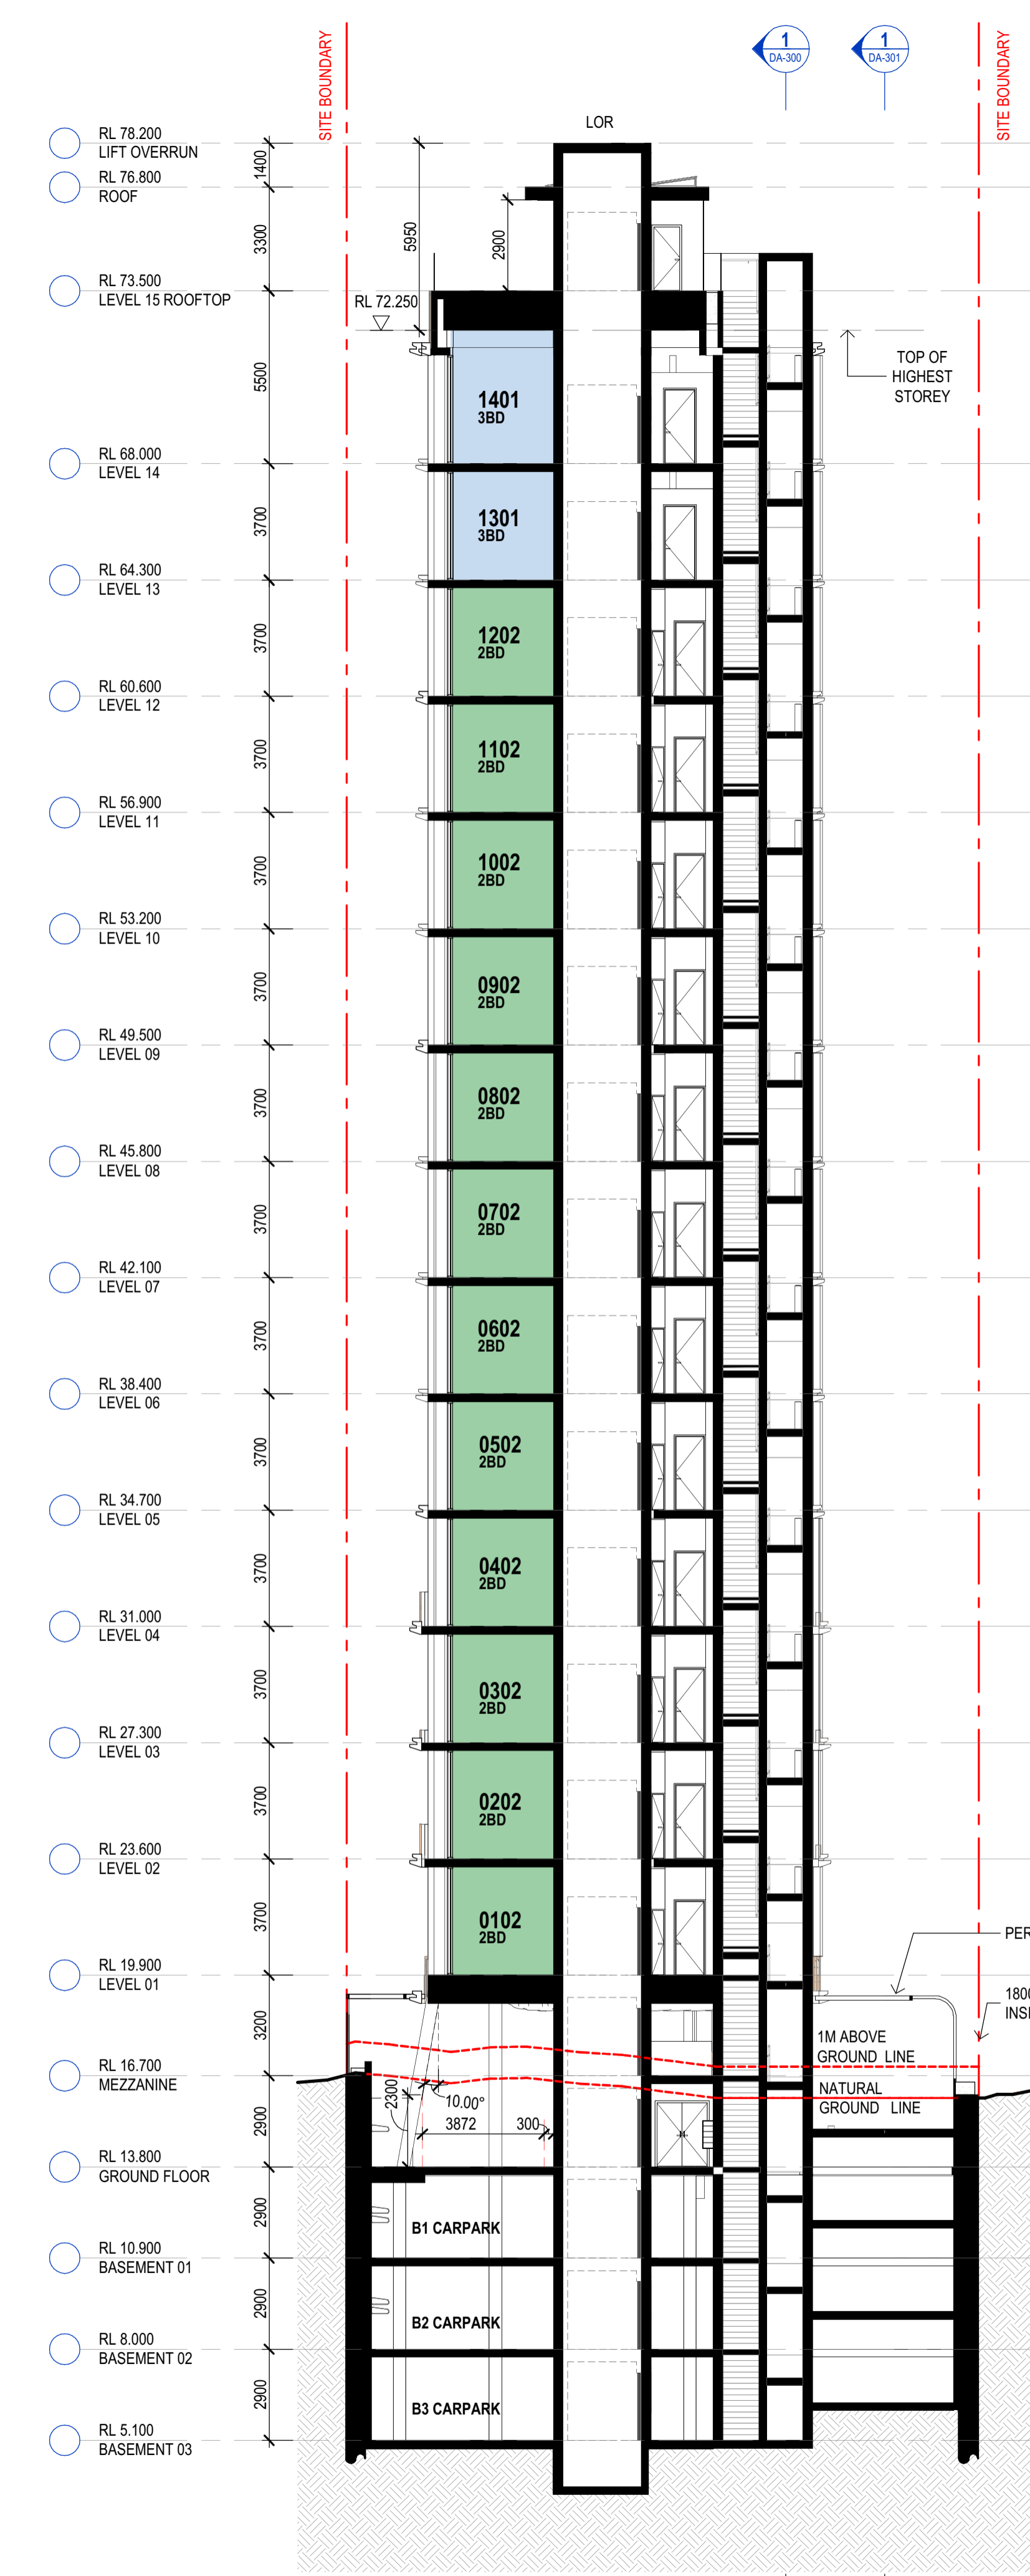 SITE BOUNDARY
1
DA-300
1
DA-301
SITE BOUNDARY
LOR
RL 78.200
LIFT OVERRUN
1400
RL 76.800
ROOF
3300
5950
2900
RL 73.500
LEVEL 15 ROOFTOP
RL 72.250
TOP OF
HIGHEST
STOREY
5500
1401
3BD
RL 68.000
LEVEL 14
3700
1301
3BD
RL 64.300
LEVEL 13
3700
1202
2BD
RL 60.600
LEVEL 12
3700
1102
2BD
RL 56.900
LEVEL 11
3700
1002
2BD
RL 53.200
LEVEL 10
3700
0902
2BD
RL 49.500
LEVEL 09
3700
0802
2BD
RL 45.800
LEVEL 08
3700
0702
2BD
RL 42.100
LEVEL 07
3700
0602
2BD
RL 38.400
LEVEL 06
3700
0502
2BD
RL 34.700
LEVEL 05
3700
0402
2BD
RL 31.000
LEVEL 04
3700
0302
2BD
RL 27.300
LEVEL 03
3700
0202
2BD
RL 23.600
LEVEL 02
3700
0102
2BD
PER
RL 19.900
LEVEL 01
1800
INS
3200
1M ABOVE
GROUND LINE
RL 16.700
MEZZANINE
NATURAL
GROUND LINE
2300
10.00°
3872
300
2900
RL 13.800
GROUND FLOOR
2900
B1 CARPARK
RL 10.900
BASEMENT 01
2900
B2 CARPARK
RL 8.000
BASEMENT 02
2900
B3 CARPARK
RL 5.100
BASEMENT 03